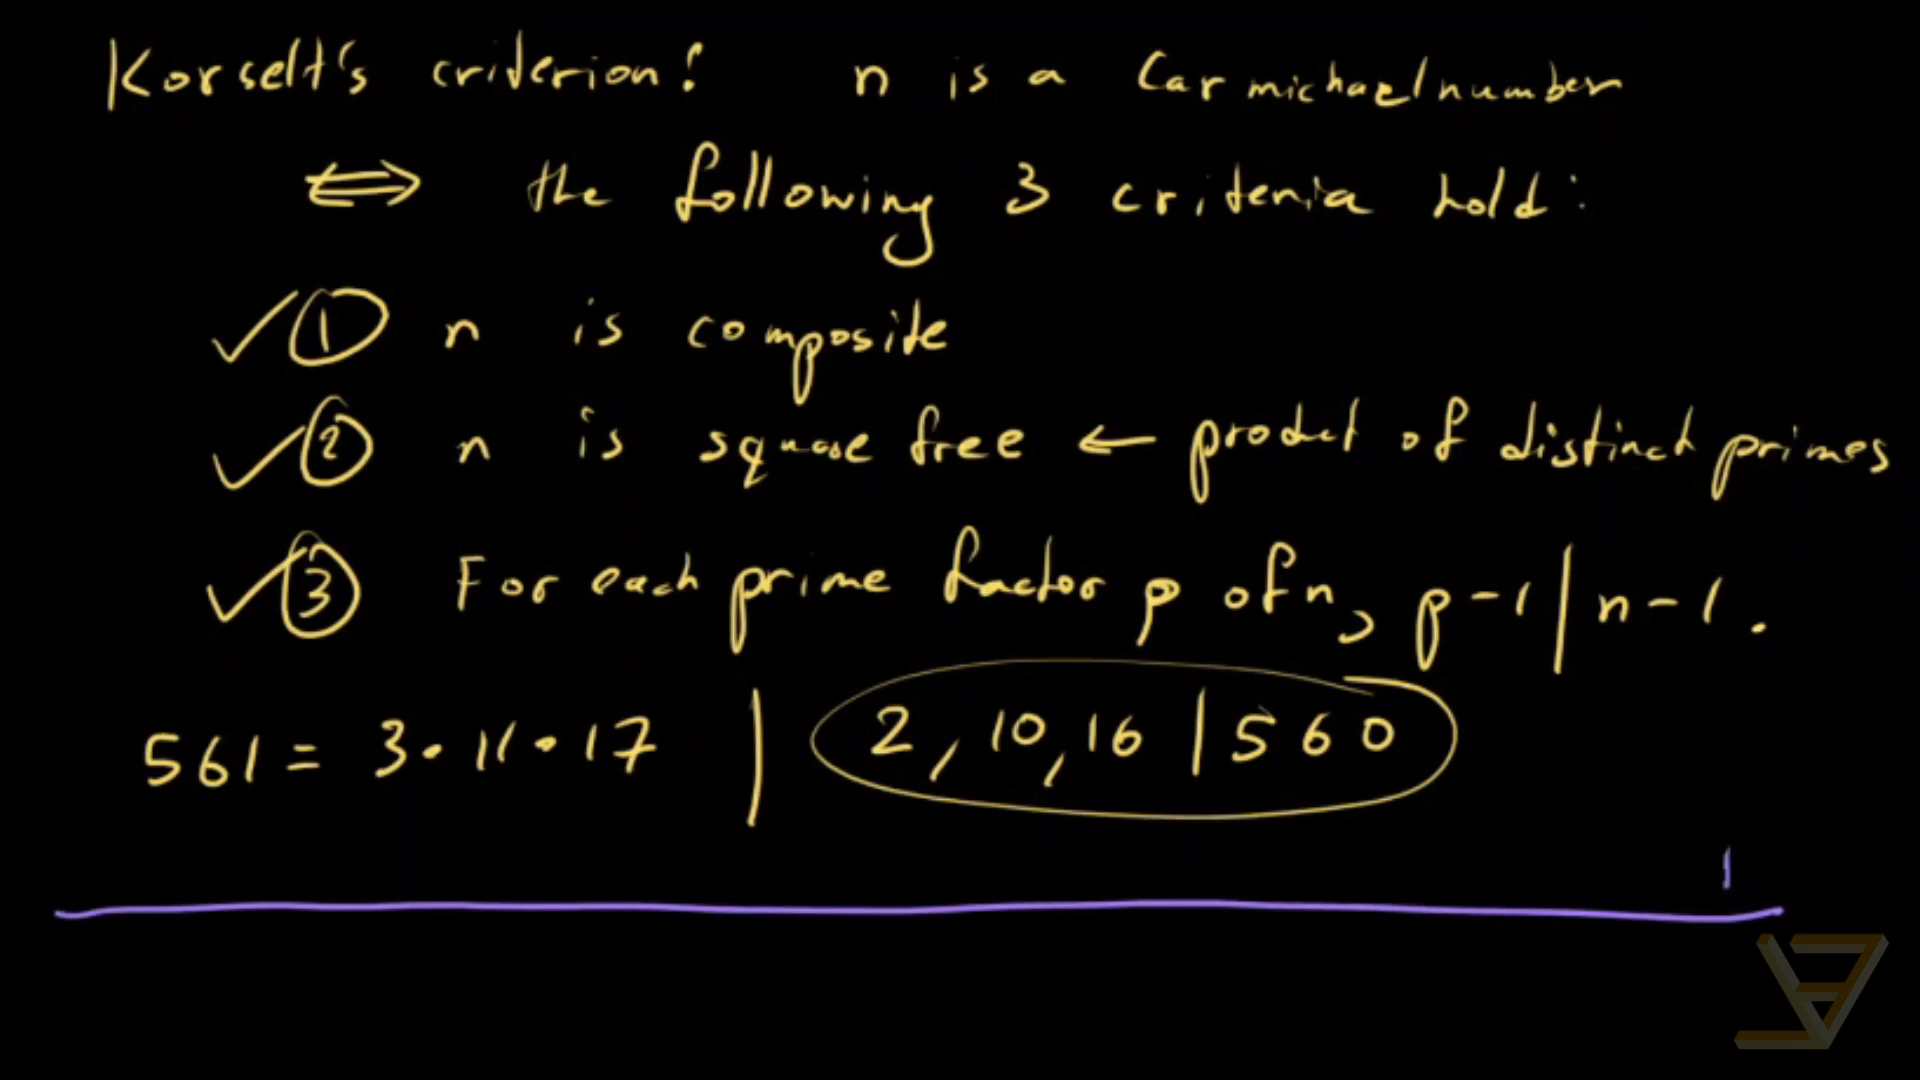 Korselt's criterion: n is a Carmichael number
⟺ the following 3 criteria hold:
✓① n is composite
✓② n is square free ← product of distinct primes
✓③ For each prime factor p of n, p-1 | n-1.
561 = 3·11·17 | 2, 10, 16 | 560